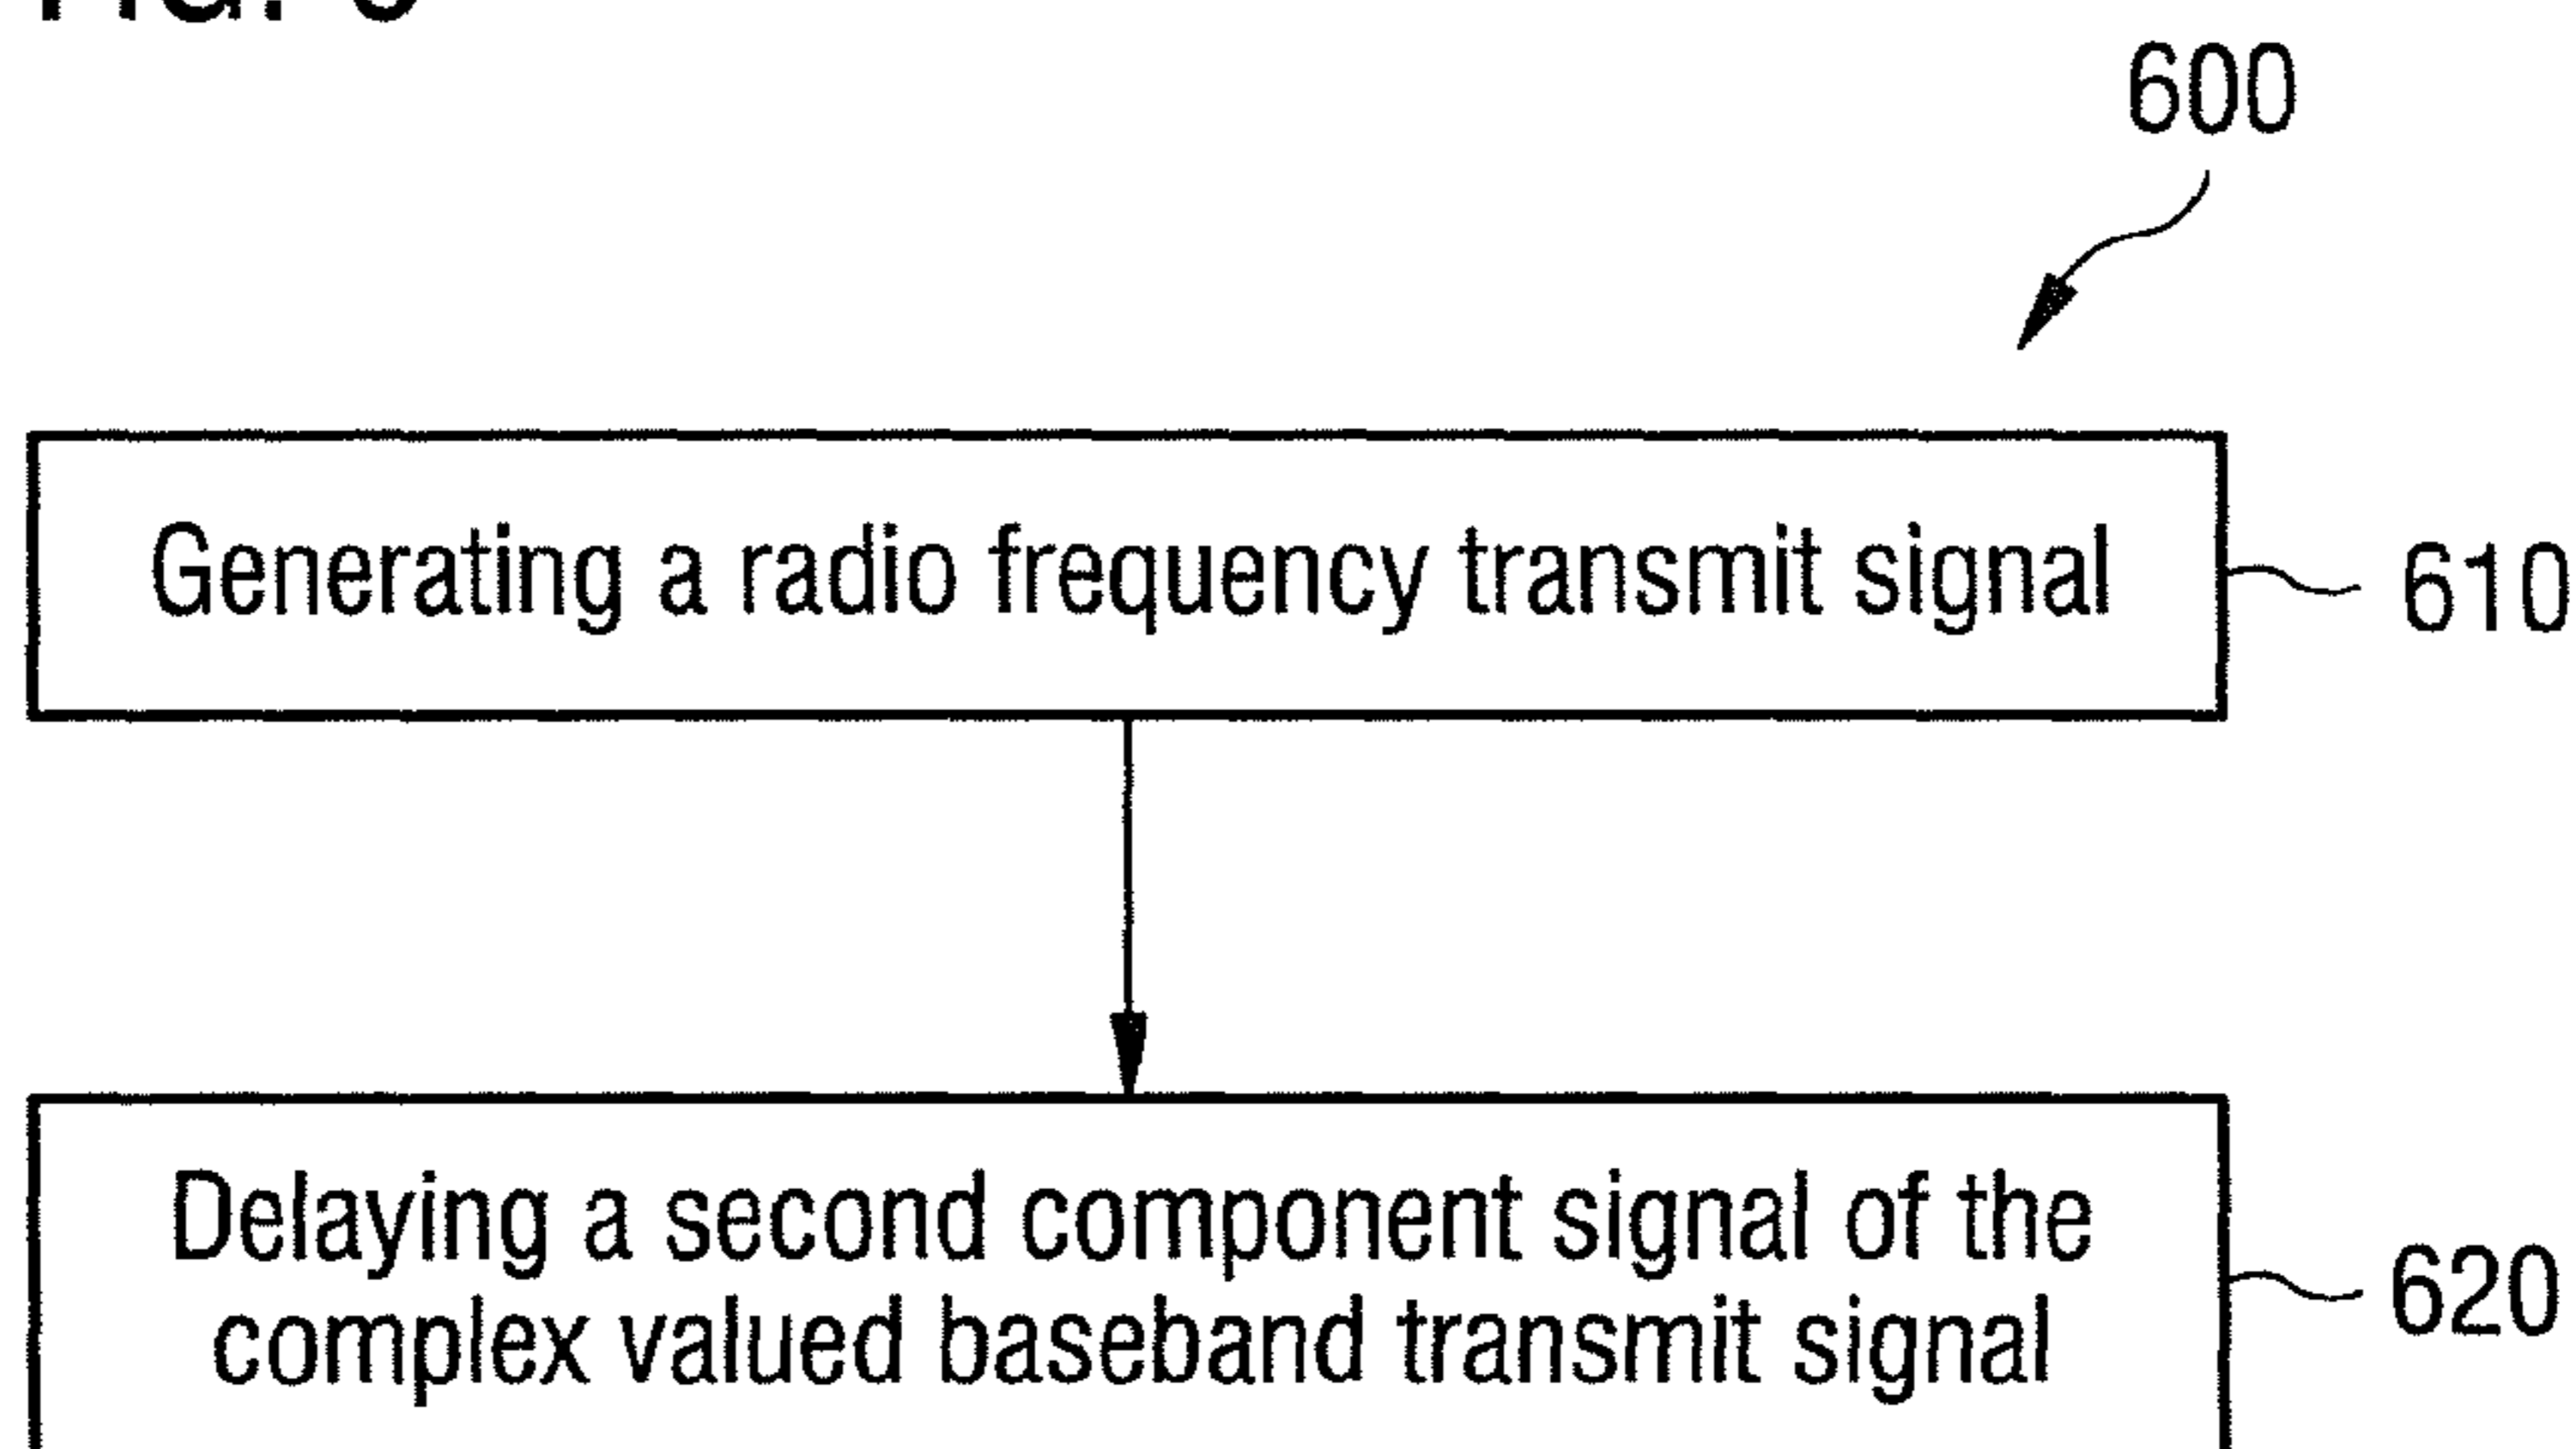 600
Generating a radio frequency transmit signal
610
Delaying a second component signal of the
complex valued baseband transmit signal
620